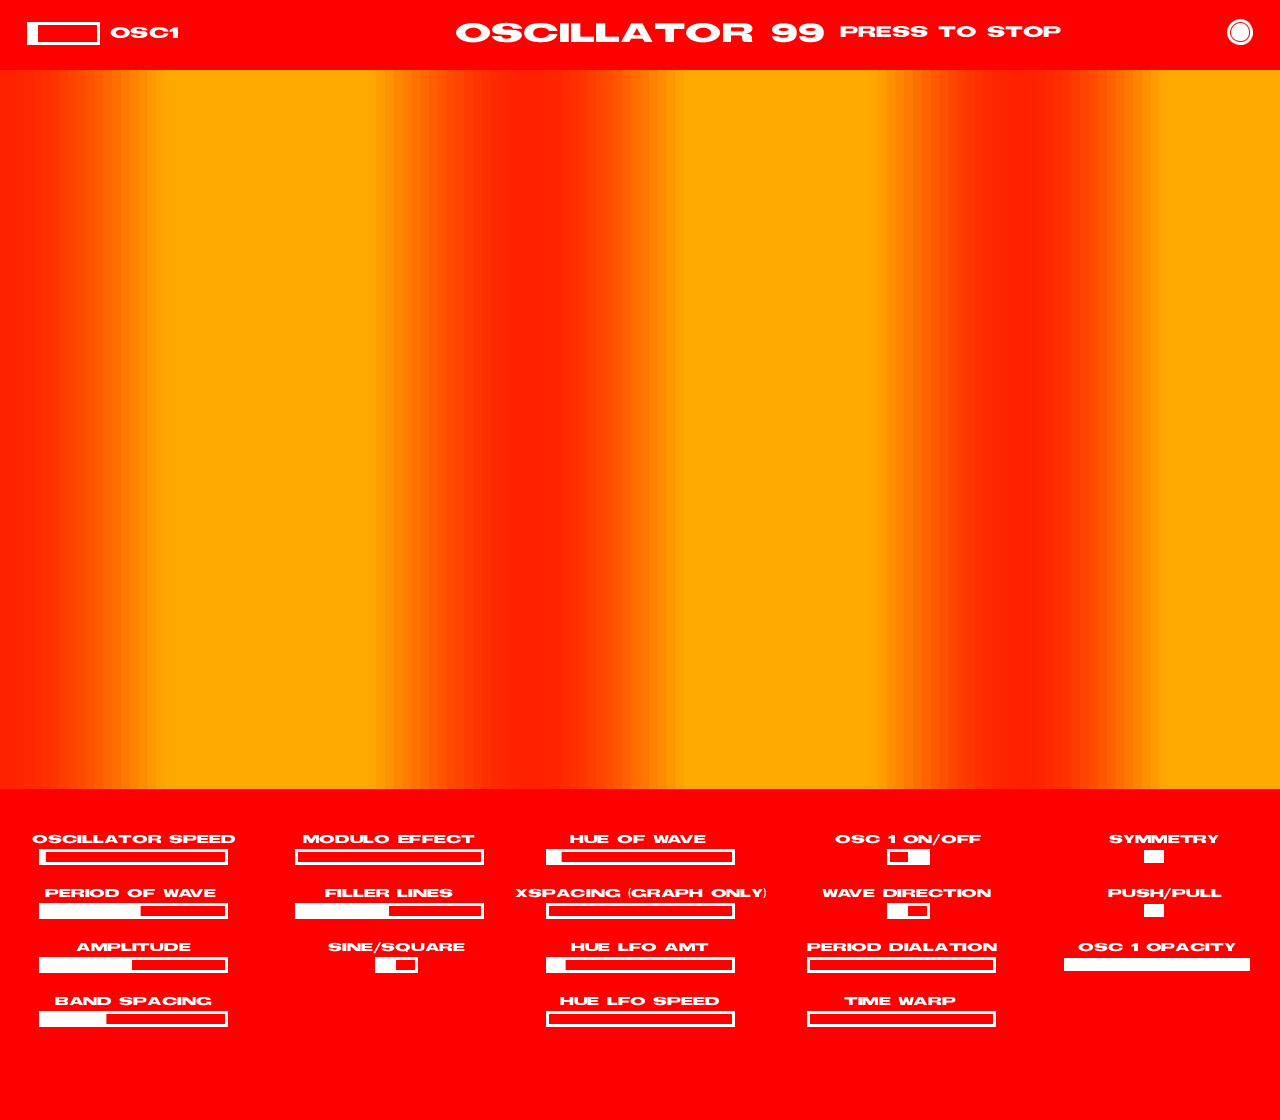 OSC1
OSCILLATOR 99 PRESS TO STOP
OSCILLATOR SPEED MODULO EFFECT HUE OF WAVE OSC 1 ON/OFF SYMMETRY
PERIOD OF WAVE FILLER LINES XSPACING (GRAPH ONLY) WAVE DIRECTION PUSH/PULL
AMPLITUDE SINE/SQUARE HUE LFO AMT PERIOD DIALATION OSC 1 OPACITY
BAND SPACING HUE LFO SPEED TIME WARP